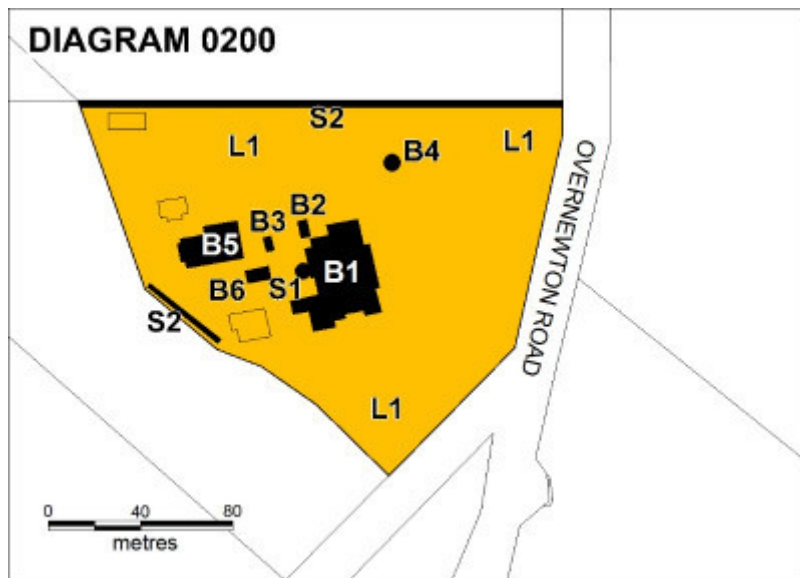 DIAGRAM 0200
S2
L1
B4
L1
OVERNEWTON ROAD
B2
B3
B5
B1
B6
S1
S2
L1
0 40 80
metres